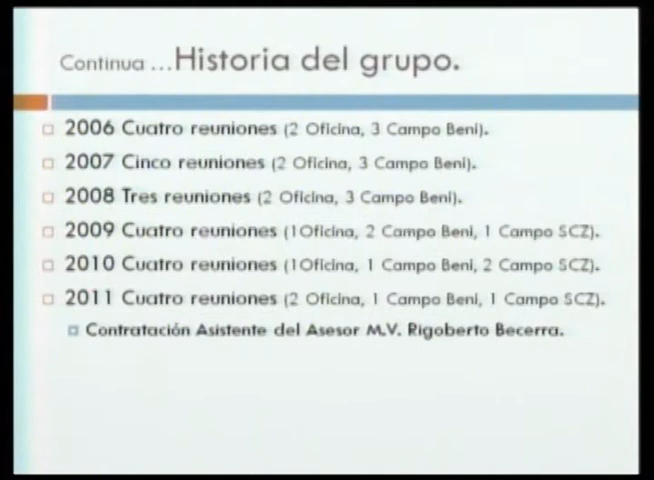 Continua ...Historia del grupo.
2006 Cuatro reuniones (2 Oficina, 3 Campo Beni).
2007 Cinco reuniones (2 Oficina, 3 Campo Beni).
2008 Tres reuniones (2 Oficina, 3 Campo Beni).
2009 Cuatro reuniones (1Oficina, 2 Campo Beni, 1 Campo SCZ).
2010 Cuatro reuniones (1Oficina, 1 Campo Beni, 2 Campo SCZ).
2011 Cuatro reuniones (2 Oficina, 1 Campo Beni, 1 Campo SCZ).
Contratación Asistente del Asesor M.V. Rigoberto Becerra.